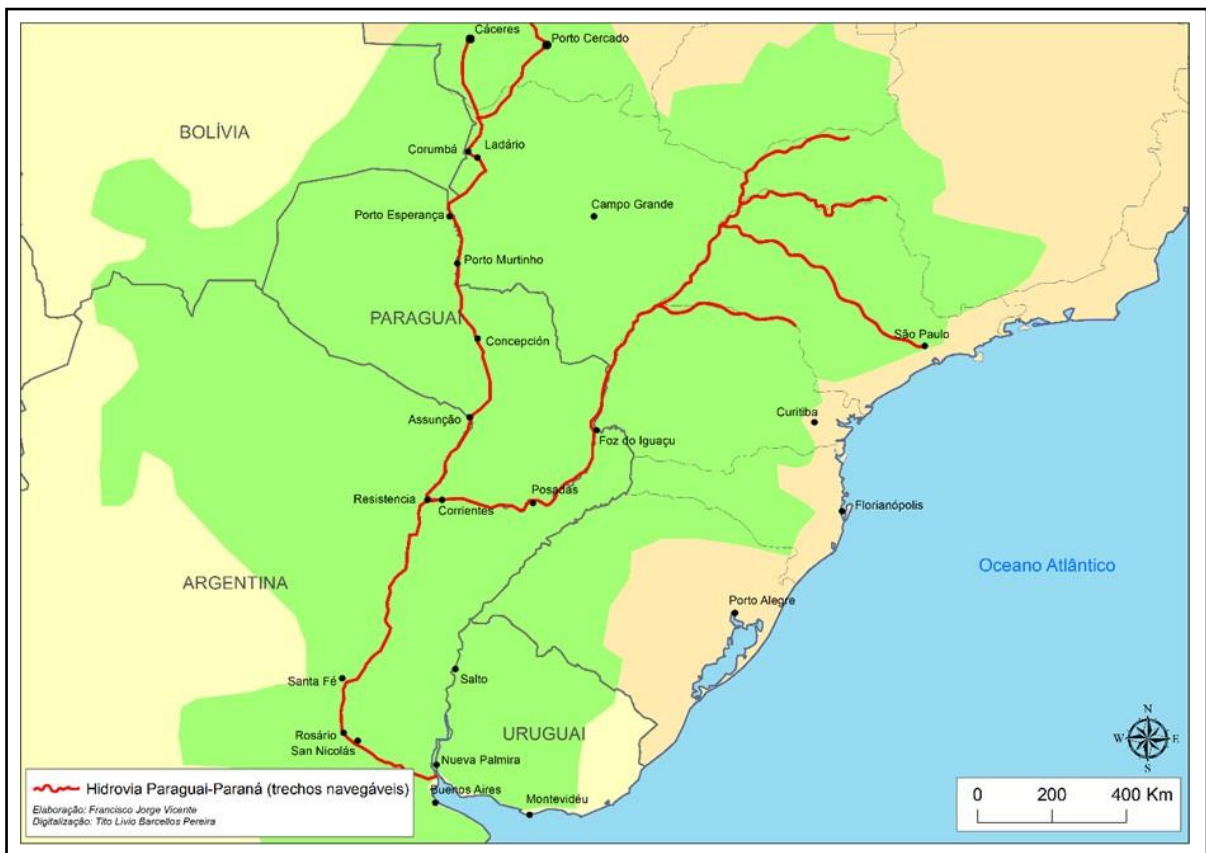 Cáceres
Porto Cercado
BOLÍVIA
Corumbá
Ladário
Porto Esperança
Campo Grande
Porto Murtinho
PARAGUAI
Concepción
São Paulo
Assunção
Curitiba
Foz do Iguaçu
Resistencia
Corrientes
Posadas
Florianópolis
Oceano Atlântico
ARGENTINA
Porto Alegre
Santa Fé
Salto
Rosário
San Nicolás
URUGUAI
Nueva Palmira
Buenos Aires
Montevidéu
Hidrovia Paraguai-Paraná (trechos navegáveis)
Elaboração: Francisco Jorge Vicente
Digitalização: Tito Livio Barcellos Pereira
N
W E
S
0 200 400 Km